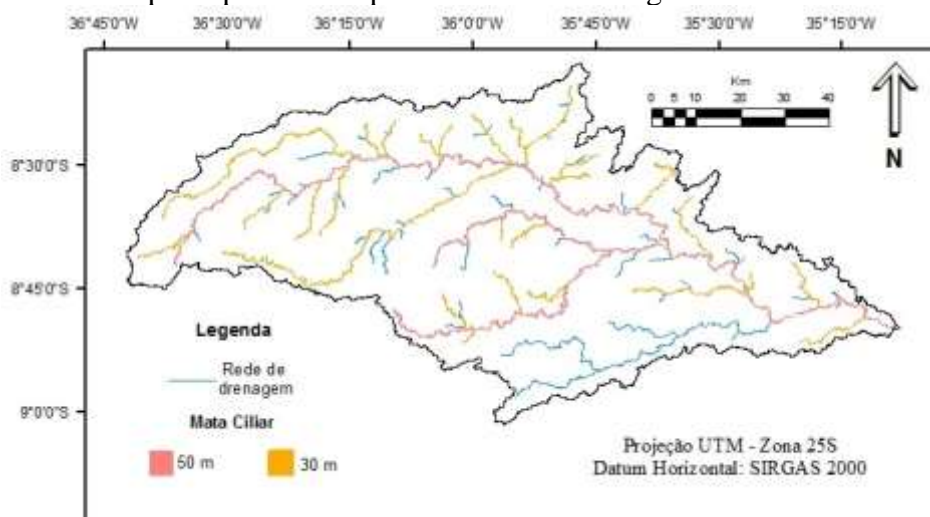 36°45'0"W 36°30'0"W 36°15'0"W 36°00'0"W 35°45'0"W 35°30'0"W 35°15'0"W
Km
0 5 10 20 30 40
N
8°30'0"S
8°45'0"S
9°0'0"S
Legenda
Rede de
drenagem
Mata Ciliar
50 m 30 m
Projeção UTM - Zona 25S
Datum Horizontal: SIRGAS 2000